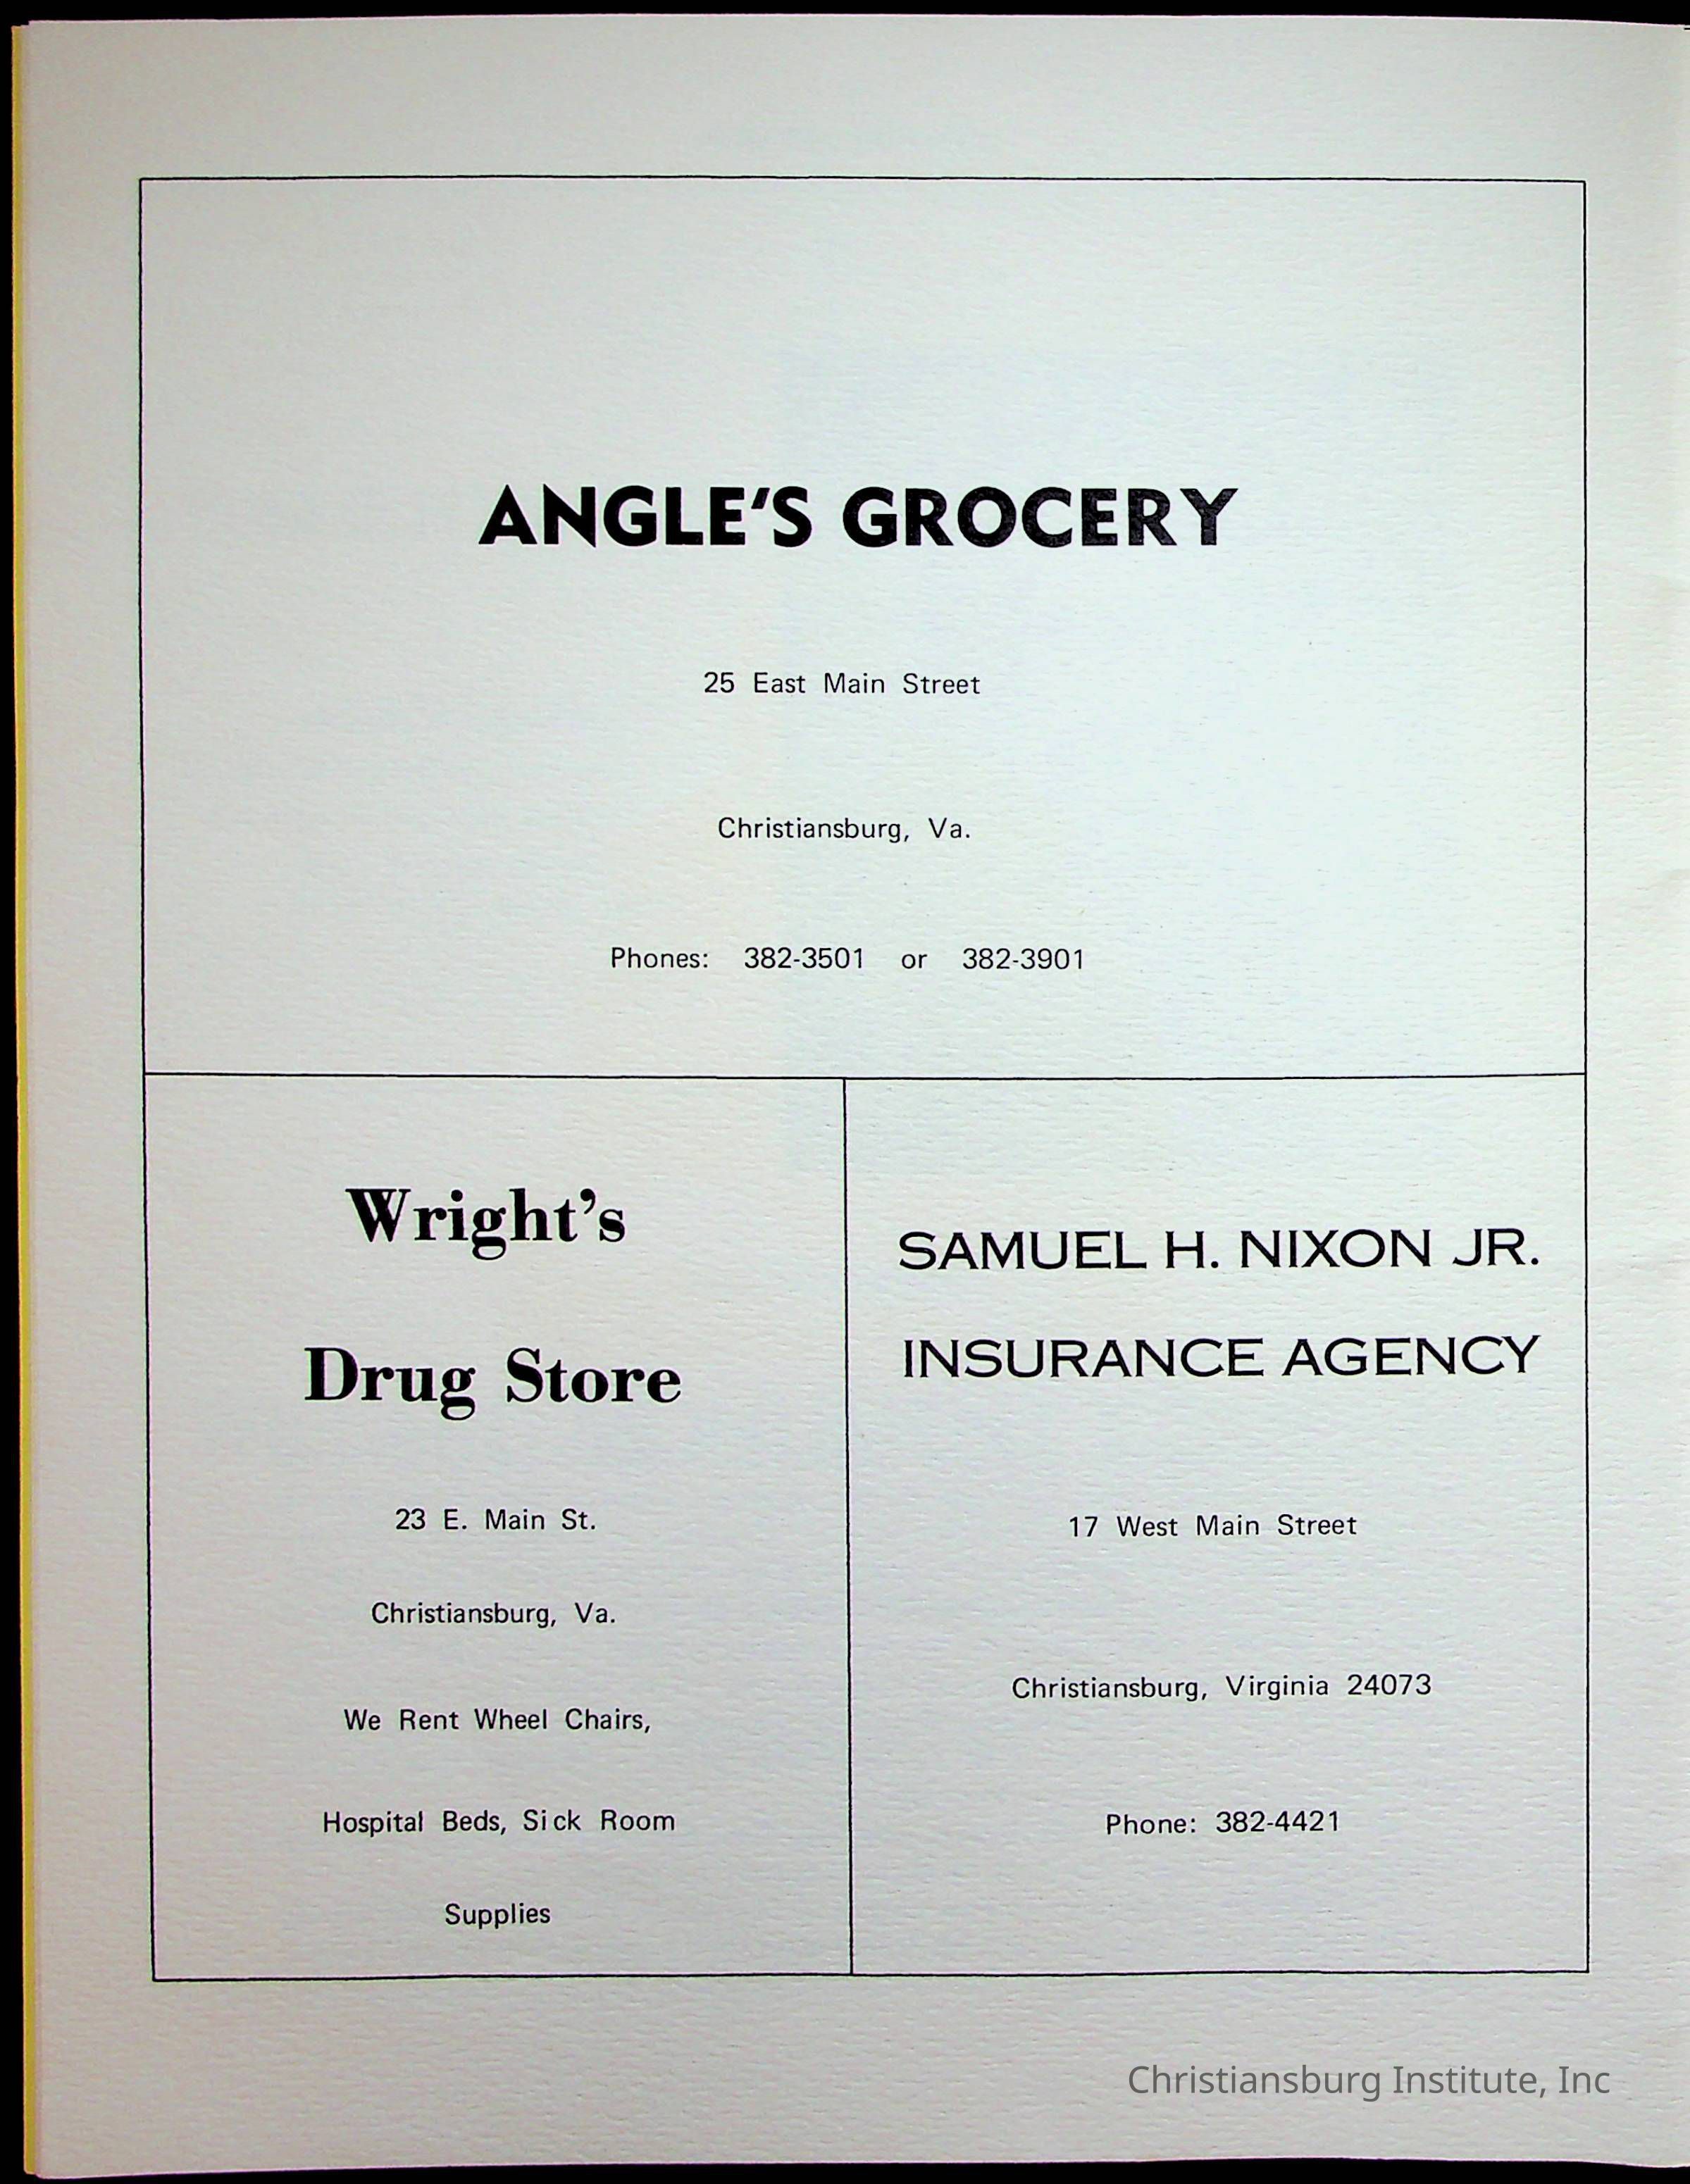 ANGLE'S GROCERY
25 East Main Street
Christiansburg, Va.
Phones: 382-3501 or 382-3901
Wright's
Drug Store
23 E. Main St.
Christiansburg, Va.
We Rent Wheel Chairs,
Hospital Beds, Sick Room
Supplies
SAMUEL H. NIXON JR.
INSURANCE AGENCY
17 West Main Street
Christiansburg, Virginia 24073
Phone: 382-4421
Christiansburg Institute, Inc